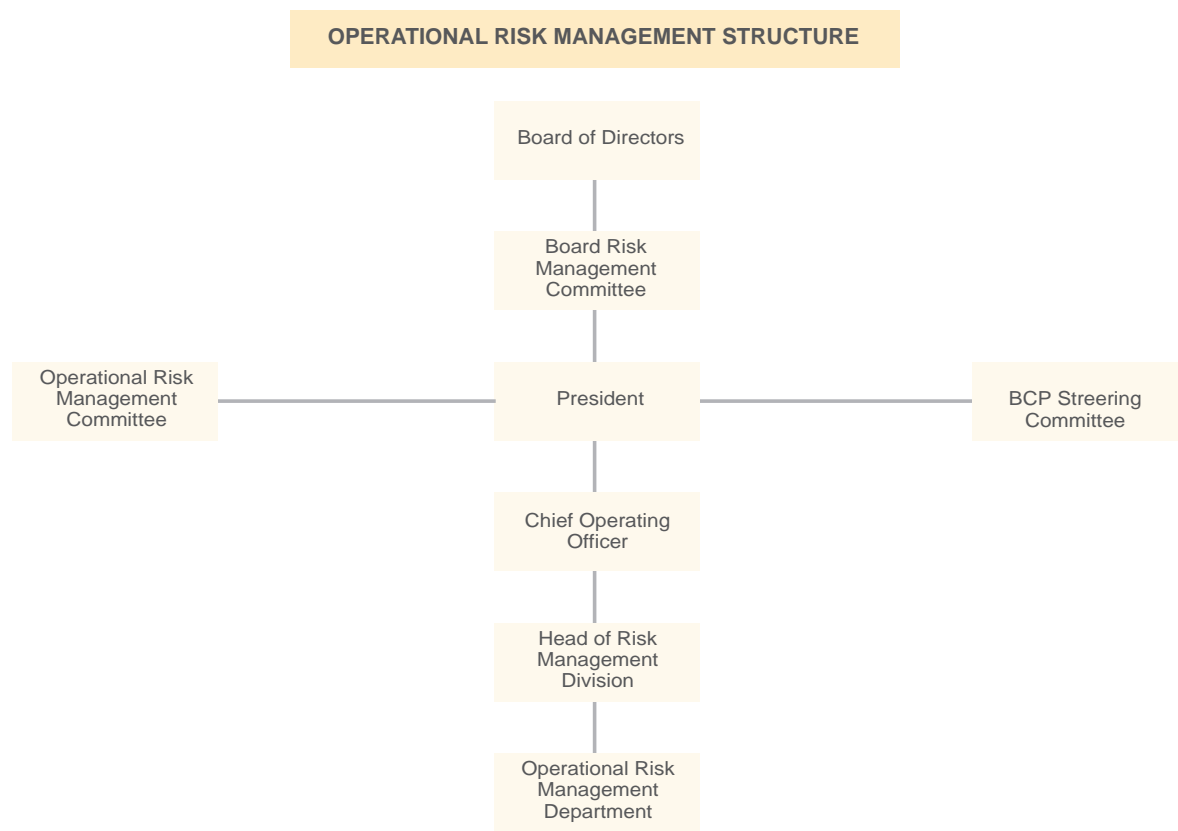 OPERATIONAL RISK MANAGEMENT STRUCTURE
Board of Directors
Board Risk
Management
Committee
Operational Risk
Management
Committee
President
BCP Streering
Committee
Chief Operating
Officer
Head of Risk
Management
Division
Operational Risk
Management
Department